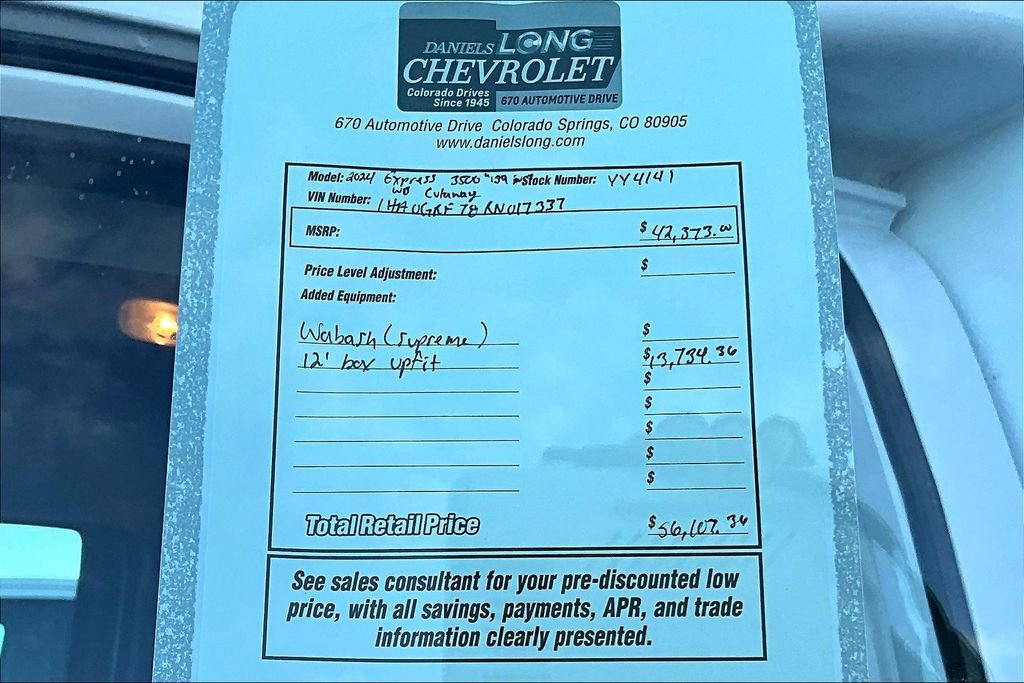 DANIELS LONG
CHEVROLET
Colorado Drives
Since 1945
670 AUTOMOTIVE DRIVE
670 Automotive Drive Colorado Springs, CO 80905
www.danielslong.com
Model: 2024 Express 3500 "139 in Stock Number: YY4141
WB Cutaway
VIN Number: 1HA0GRF78RN017337
MSRP: $42,373.00
Price Level Adjustment: $
Added Equipment:
Wabash (Supreme) $
12' box upfit $13,734.36
$
$
$
$
$
Total Retail Price $56,107.36
See sales consultant for your pre-discounted low
price, with all savings, payments, APR, and trade
information clearly presented.